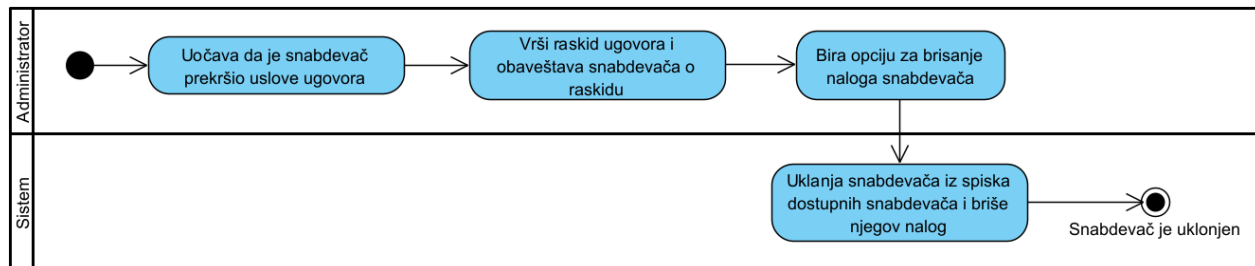 Administrator
Uočava da je snabdevač
prekršio uslove ugovora
Vrši raskid ugovora i
obaveštava snabdevača o
raskidu
Bira opciju za brisanje
naloga snabdevača
Sistem
Uklanja snabdevača iz spiska
dostupnih snabdevača i briše
njegov nalog
Snabdevač je uklonjen